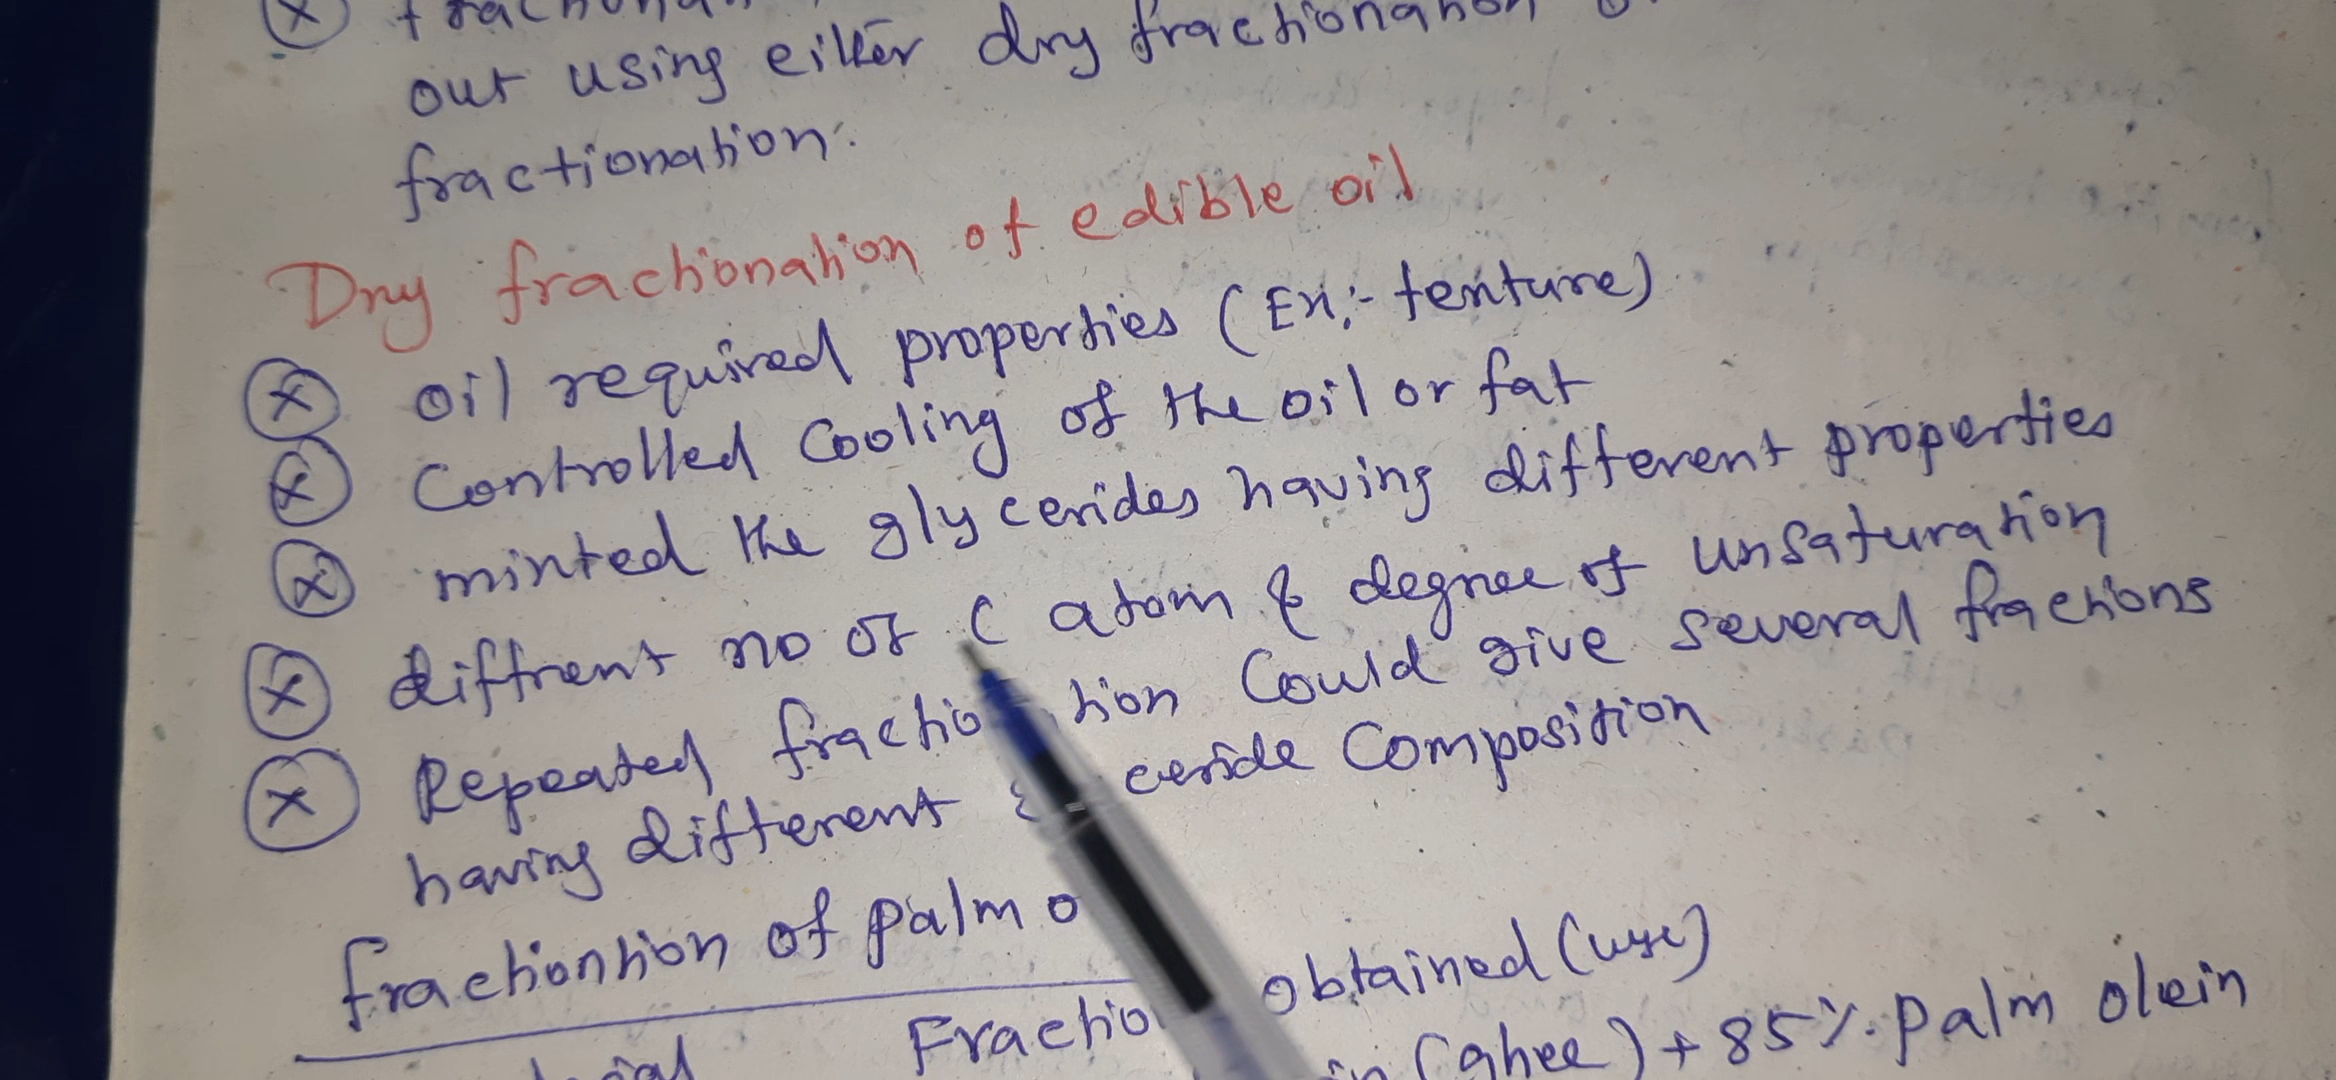 out using either dry fractionation
fractionation.
Dry fractionation of edible oil
oil required properties (Ex:- texture)
Controlled Cooling of the oil or fat
minted the glycerides having different properties
diffrent no of C atom & degree of unsaturation
Repeated fractio tion Could give several fractions
having different ceride Composition
fractiontion of palm o
Fractio obtained (use)
(ghee) + 85% palm olein